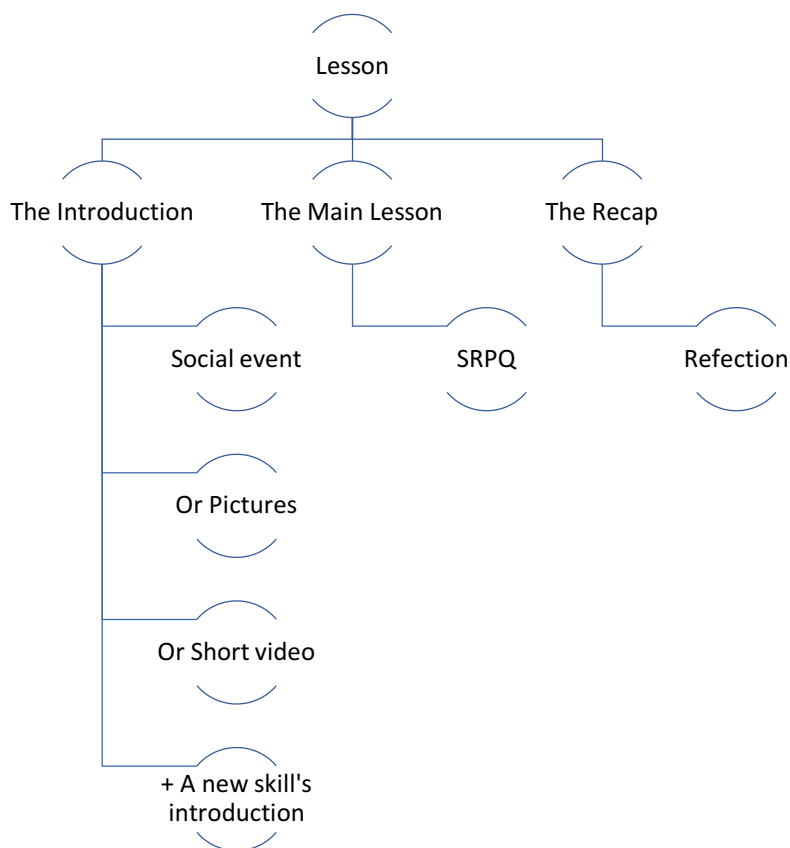 Lesson
The Introduction
The Main Lesson
The Recap
Social event
SRPQ
Refection
Or Pictures
Or Short video
+ A new skill's
introduction